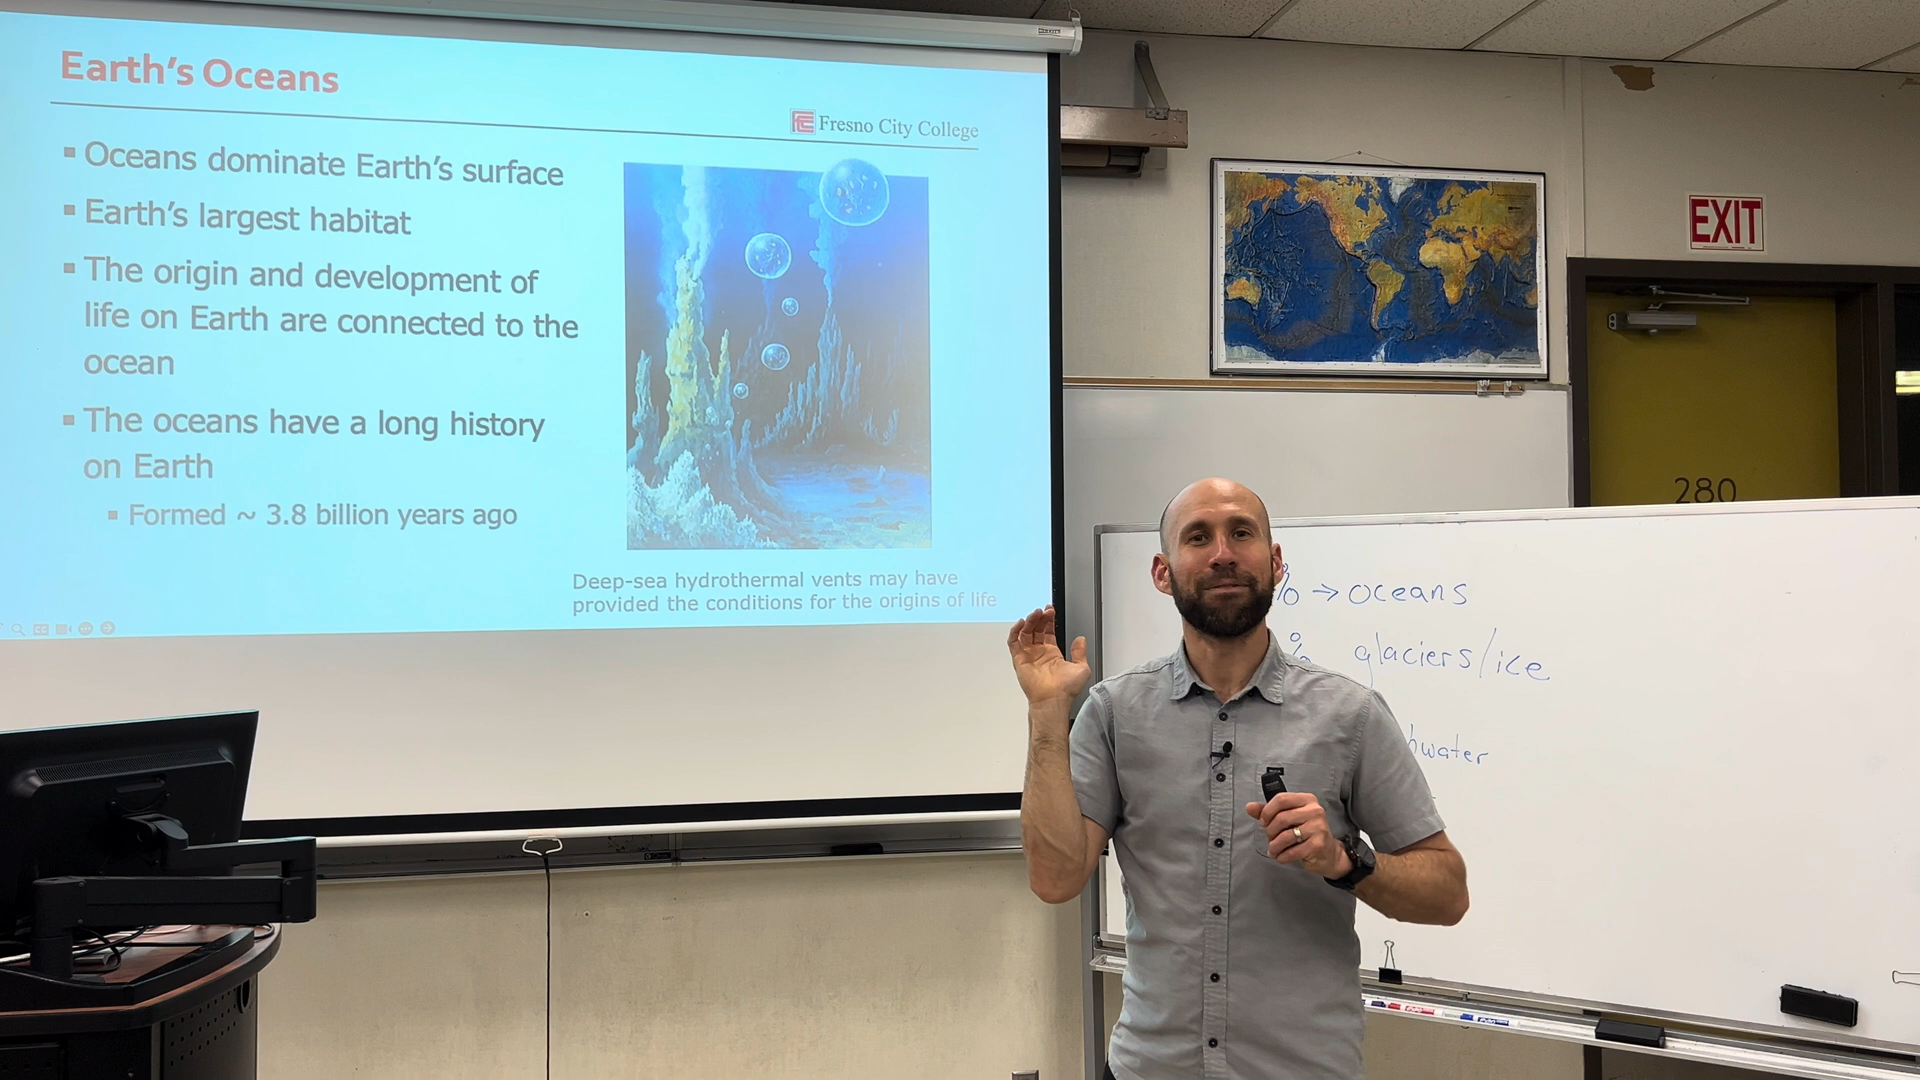 Earth's Oceans
Fresno City College
▪ Oceans dominate Earth's surface
▪ Earth's largest habitat
▪ The origin and development of
life on Earth are connected to the
ocean
▪ The oceans have a long history
on Earth
▪ Formed ~ 3.8 billion years ago
Deep-sea hydrothermal vents may have
provided the conditions for the origins of life
EXIT
280
% → oceans
% glaciers/ice
hwater